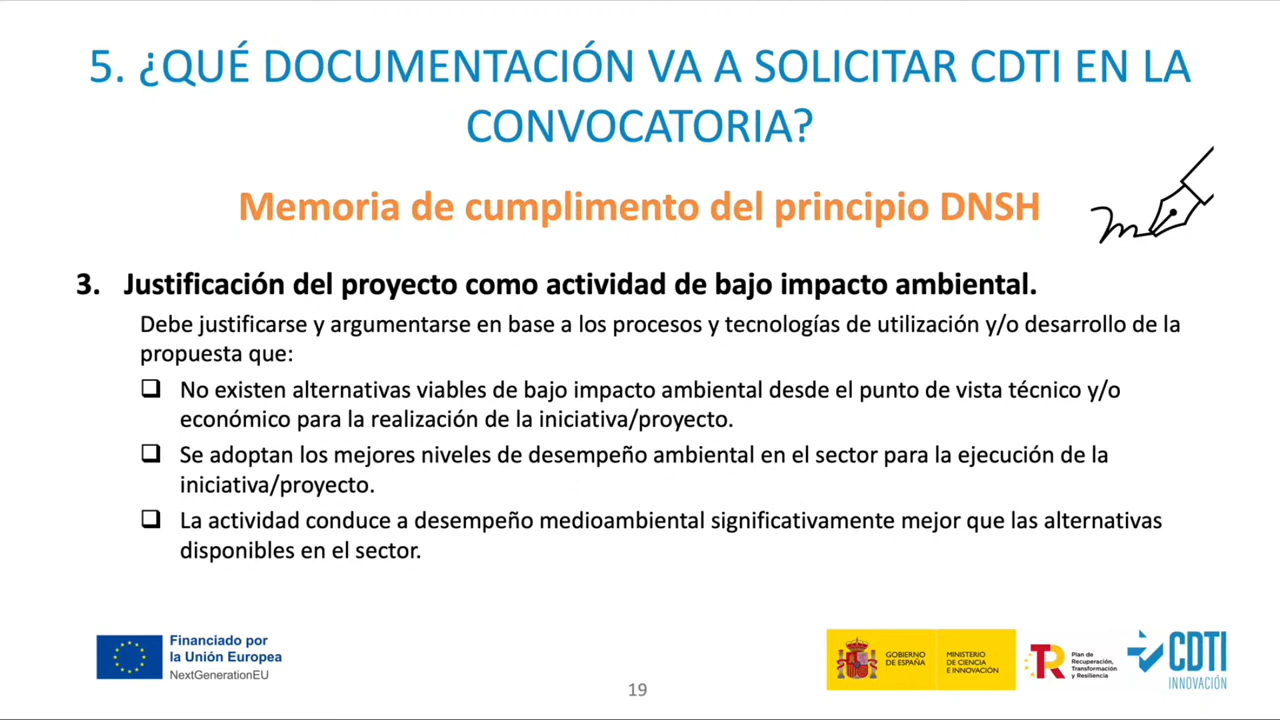 5. ¿QUÉ DOCUMENTACIÓN VA A SOLICITAR CDTI EN LA
CONVOCATORIA?
Memoria de cumplimento del principio DNSH
3. Justificación del proyecto como actividad de bajo impacto ambiental.
Debe justificarse y argumentarse en base a los procesos y tecnologías de utilización y/o desarrollo de la
propuesta que:
No existen alternativas viables de bajo impacto ambiental desde el punto de vista técnico y/o
económico para la realización de la iniciativa/proyecto.
Se adoptan los mejores niveles de desempeño ambiental en el sector para la ejecución de la
iniciativa/proyecto.
La actividad conduce a desempeño medioambiental significativamente mejor que las alternativas
disponibles en el sector.
Financiado por
la Unión Europea
NextGenerationEU
19
GOBIERNO
DE ESPAÑA
MINISTERIO
DE CIENCIA
E INNOVACIÓN
TR
Plan de
Recuperación,
Transformación
y Resiliencia
CDTI
INNOVACIÓN